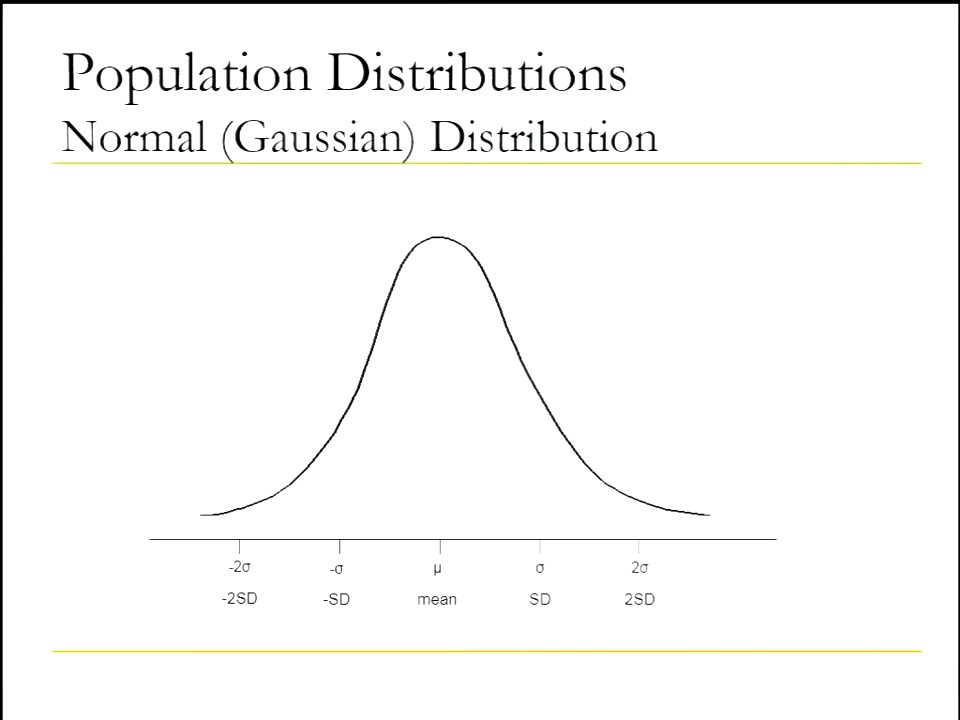 Population Distributions
Normal (Gaussian) Distribution
-2σ -σ μ σ 2σ
-2SD -SD mean SD 2SD